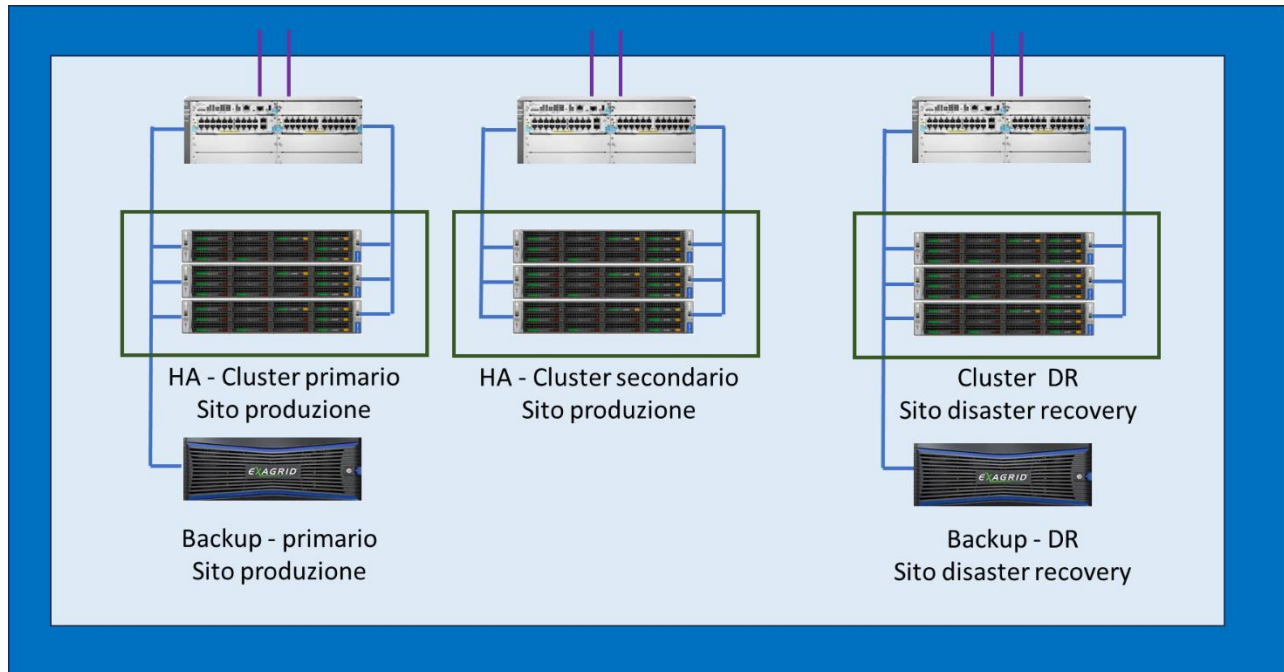 HA - Cluster primario
Sito produzione
HA - Cluster secondario
Sito produzione
Cluster DR
Sito disaster recovery
EXAGRID
Backup - primario
Sito produzione
EXAGRID
Backup - DR
Sito disaster recovery